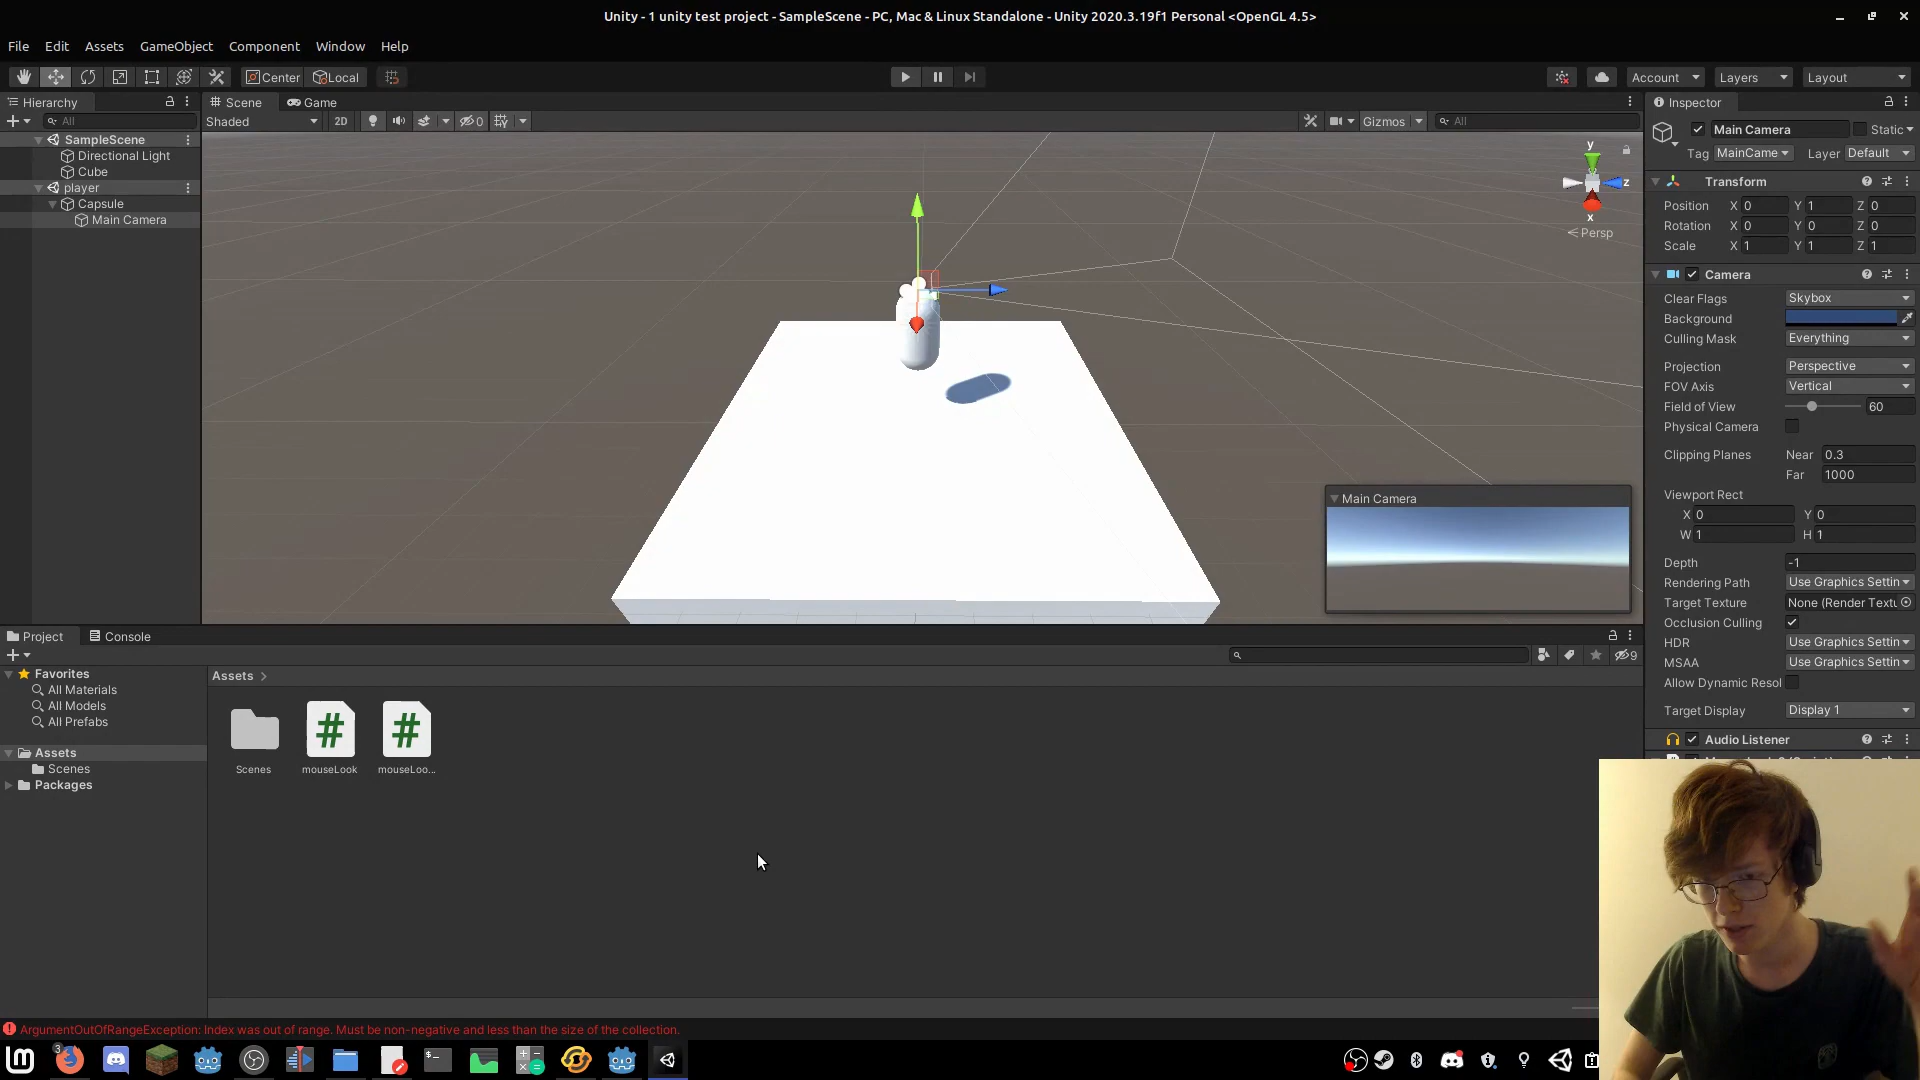 Unity - 1 unity test project - SampleScene - PC, Mac & Linux Standalone - Unity 2020.3.19f1 Personal <OpenGL 4.5>
File Edit Assets GameObject Component Window Help
Center Local Account Layers Layout
Hierarchy
All
SampleScene
Directional Light
Cube
player
Capsule
Main Camera
Scene Game
Shaded 2D 0 Gizmos All
y
z
x
Persp
Main Camera
Inspector
Main Camera Static
Tag MainCame Layer Default
Transform
Position X 0 Y 1 Z 0
Rotation X 0 Y 0 Z 0
Scale X 1 Y 1 Z 1
Camera
Clear Flags Skybox
Background
Culling Mask Everything
Projection Perspective
FOV Axis Vertical
Field of View 60
Physical Camera
Clipping Planes Near 0.3
Far 1000
Viewport Rect
X 0 Y 0
W 1 H 1
Depth -1
Rendering Path Use Graphics Settin
Target Texture None (Render Textu
Occlusion Culling
HDR Use Graphics Settin
MSAA Use Graphics Settin
Allow Dynamic Resol
Target Display Display 1
Audio Listener
Project Console
9
Favorites
All Materials
All Models
All Prefabs
Assets
Scenes
Packages
Assets
Scenes mouseLook mouseLoo...
ArgumentOutOfRangeException: Index was out of range. Must be non-negative and less than the size of the collection.
3